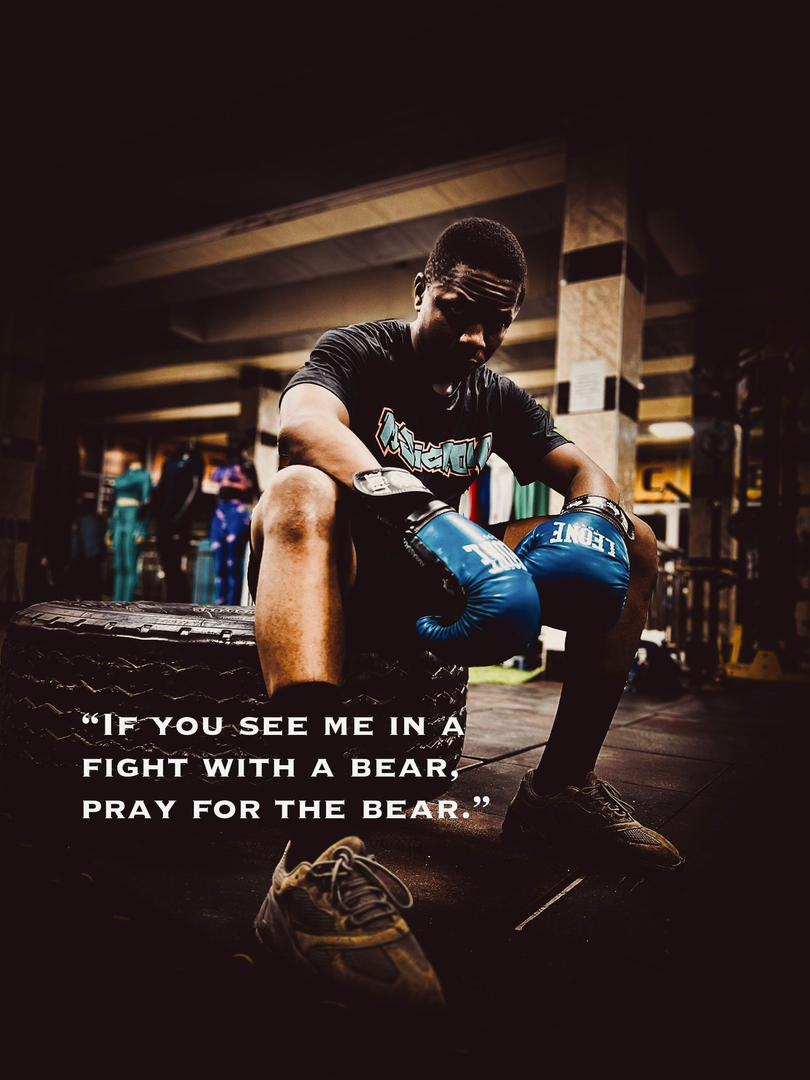 LEONE
“IF YOU SEE ME IN A
FIGHT WITH A BEAR,
PRAY FOR THE BEAR.”